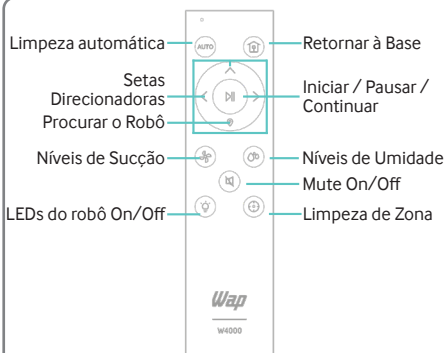 Limpeza automática
AUTO
Retornar à Base
Setas
Direcionadoras
Iniciar / Pausar /
Continuar
Procurar o Robô
Níveis de Sucção
Níveis de Umidade
Mute On/Off
LEDs do robô On/Off
Limpeza de Zona
Wap
W4000